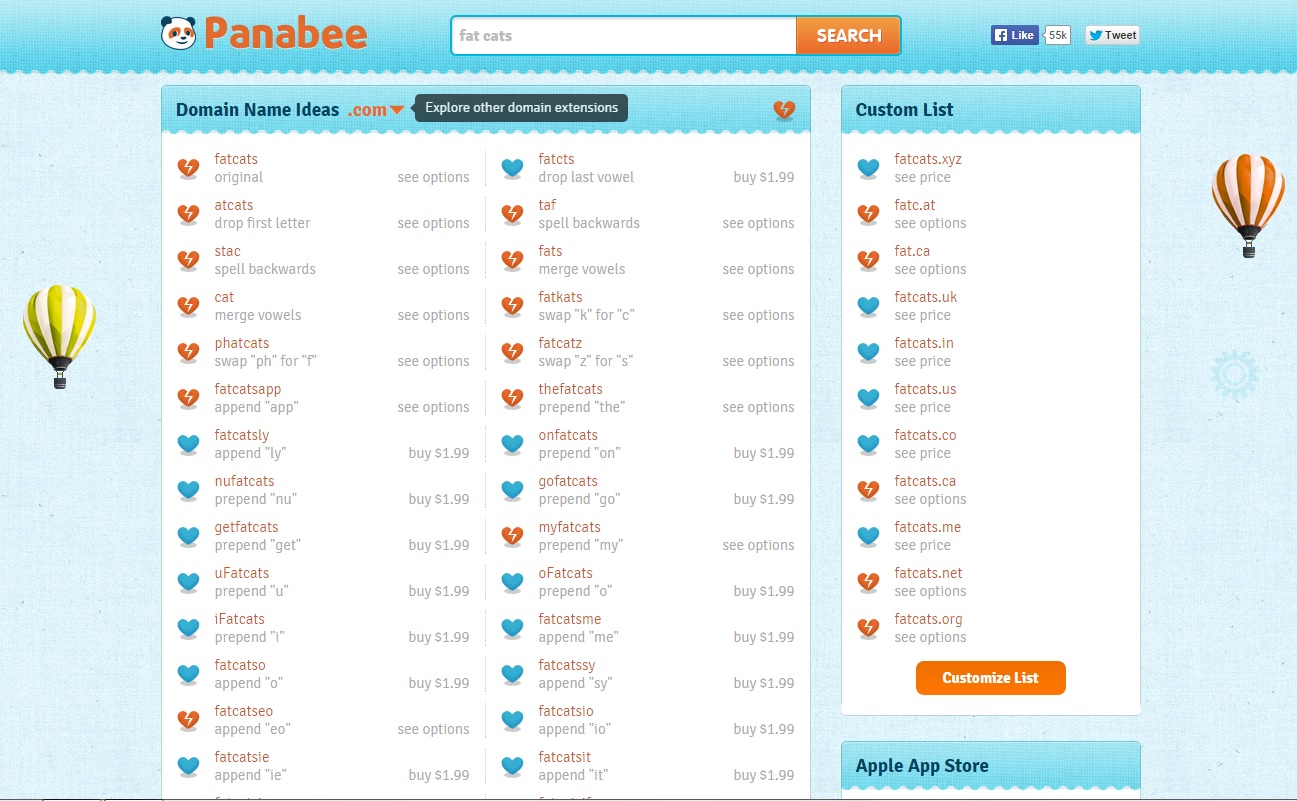 Panabee
fat cats
SEARCH
Like
55k
Tweet
Domain Name Ideas .com
Explore other domain extensions
fatcats
original
see options
fatcts
drop last vowel
buy $1.99
atcats
drop first letter
see options
taf
spell backwards
see options
stac
spell backwards
see options
fats
merge vowels
see options
cat
merge vowels
see options
fatkats
swap "k" for "c"
see options
phatcats
swap "ph" for "f"
see options
fatcatz
swap "z" for "s"
see options
fatcatsapp
append "app"
see options
thefatcats
prepend "the"
see options
fatcatsly
append "ly"
buy $1.99
onfatcats
prepend "on"
buy $1.99
nufatcats
prepend "nu"
buy $1.99
gofatcats
prepend "go"
buy $1.99
getfatcats
prepend "get"
buy $1.99
myfatcats
prepend "my"
see options
uFatcats
prepend "u"
buy $1.99
oFatcats
prepend "o"
buy $1.99
iFatcats
prepend "i"
buy $1.99
fatcatsme
append "me"
buy $1.99
fatcatso
append "o"
buy $1.99
fatcatssy
append "sy"
buy $1.99
fatcatseo
append "eo"
see options
fatcatsio
append "io"
buy $1.99
fatcatsie
append "ie"
buy $1.99
fatcatsit
append "it"
buy $1.99
Custom List
fatcats.xyz
see price
fatc.at
see options
fat.ca
see options
fatcats.uk
see price
fatcats.in
see price
fatcats.us
see price
fatcats.co
see price
fatcats.ca
see options
fatcats.me
see price
fatcats.net
see options
fatcats.org
see options
Customize List
Apple App Store